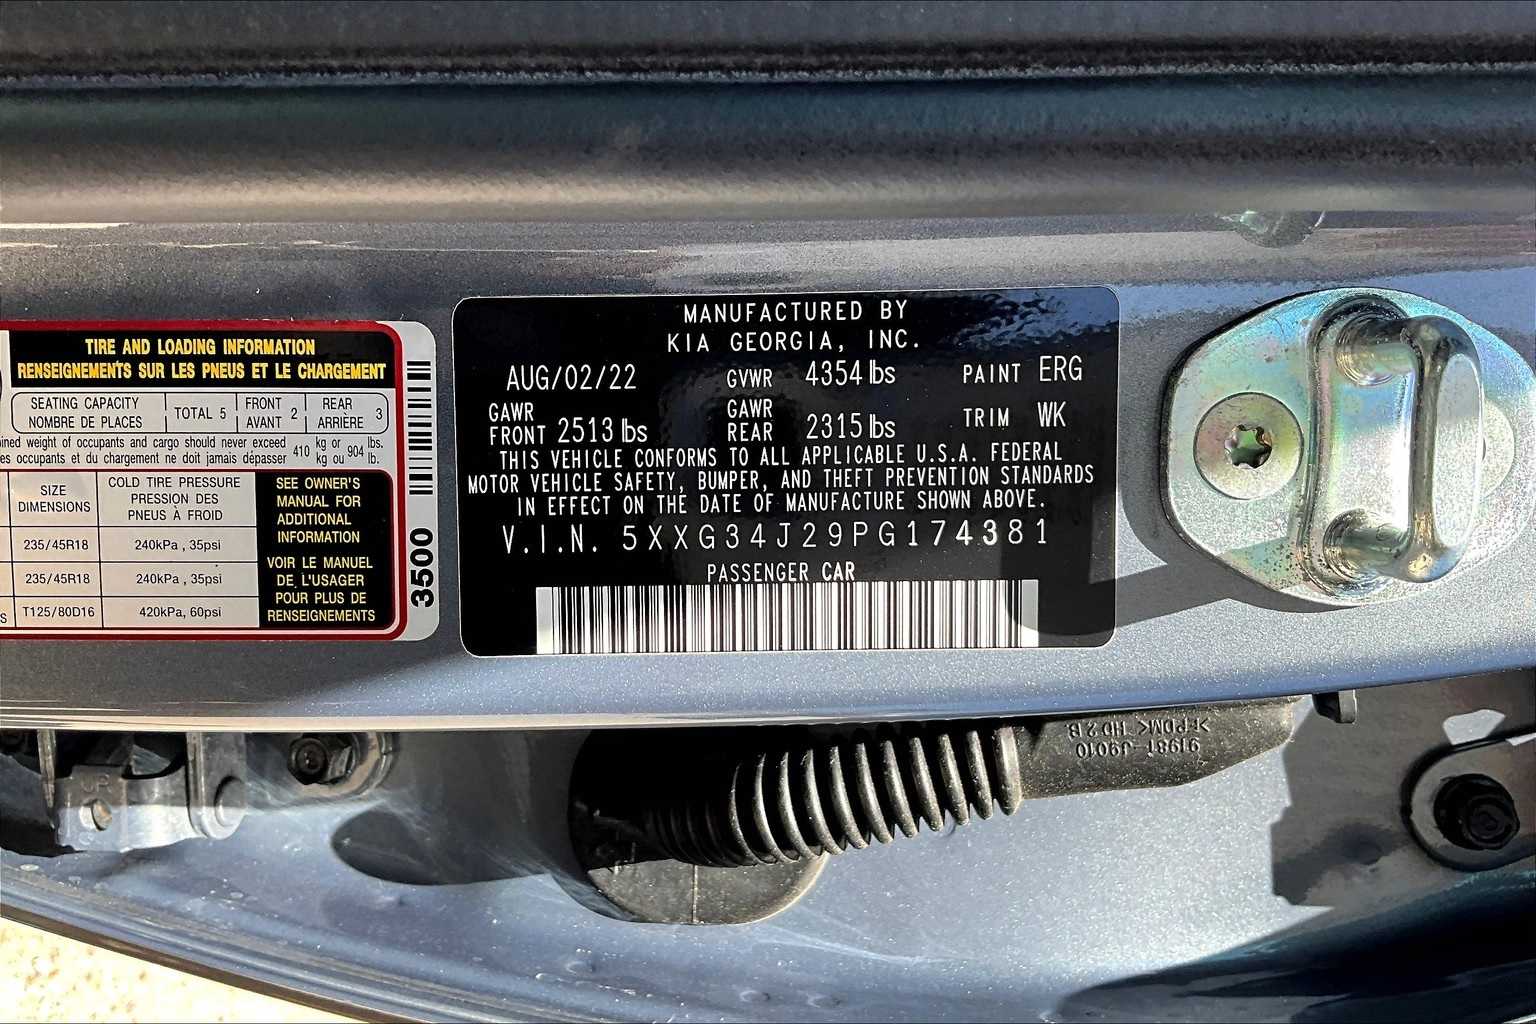 TIRE AND LOADING INFORMATION
RENSEIGNEMENTS SUR LES PNEUS ET LE CHARGEMENT
SEATING CAPACITY
NOMBRE DE PLACES
TOTAL 5
FRONT
AVANT
2
REAR
ARRIÈRE
3
weight of occupants and cargo should never exceed 410 kg or 904 lbs.
occupants et du chargement ne doit jamais dépasser 410 kg ou 904 lb.
SIZE
DIMENSIONS
COLD TIRE PRESSURE
PRESSION DES
PNEUS À FROID
235/45R18
240kPa , 35psi
235/45R18
240kPa , 35psi
T125/80D16
420kPa, 60psi
SEE OWNER'S
MANUAL FOR
ADDITIONAL
INFORMATION
VOIR LE MANUEL
DE L'USAGER
POUR PLUS DE
RENSEIGNEMENTS
3500
MANUFACTURED BY
KIA GEORGIA, INC.
AUG/02/22 GVWR 4354 lbs PAINT ERG
GAWR
FRONT 2513 lbs
GAWR
REAR 2315 lbs
TRIM WK
THIS VEHICLE CONFORMS TO ALL APPLICABLE U.S.A. FEDERAL
MOTOR VEHICLE SAFETY, BUMPER, AND THEFT PREVENTION STANDARDS
IN EFFECT ON THE DATE OF MANUFACTURE SHOWN ABOVE.
V.I.N. 5XXG34J29PG174381
PASSENGER CAR
91981-J9010